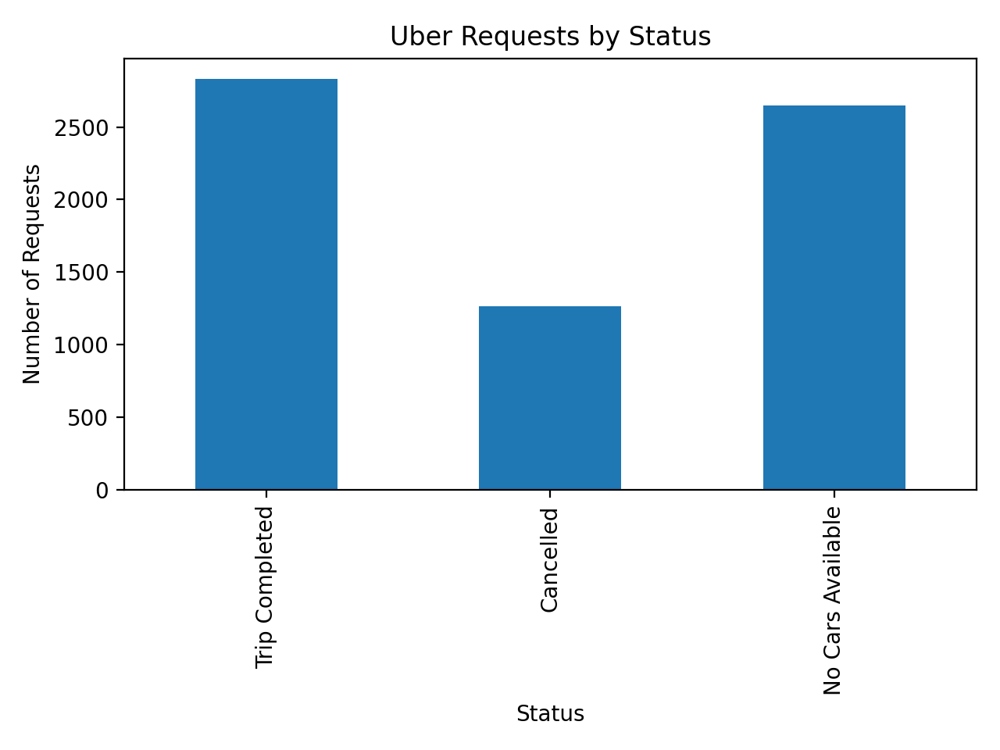 Uber Requests by Status
Number of Requests
2500
2000
1500
1000
500
0
Trip Completed
Cancelled
No Cars Available
Status